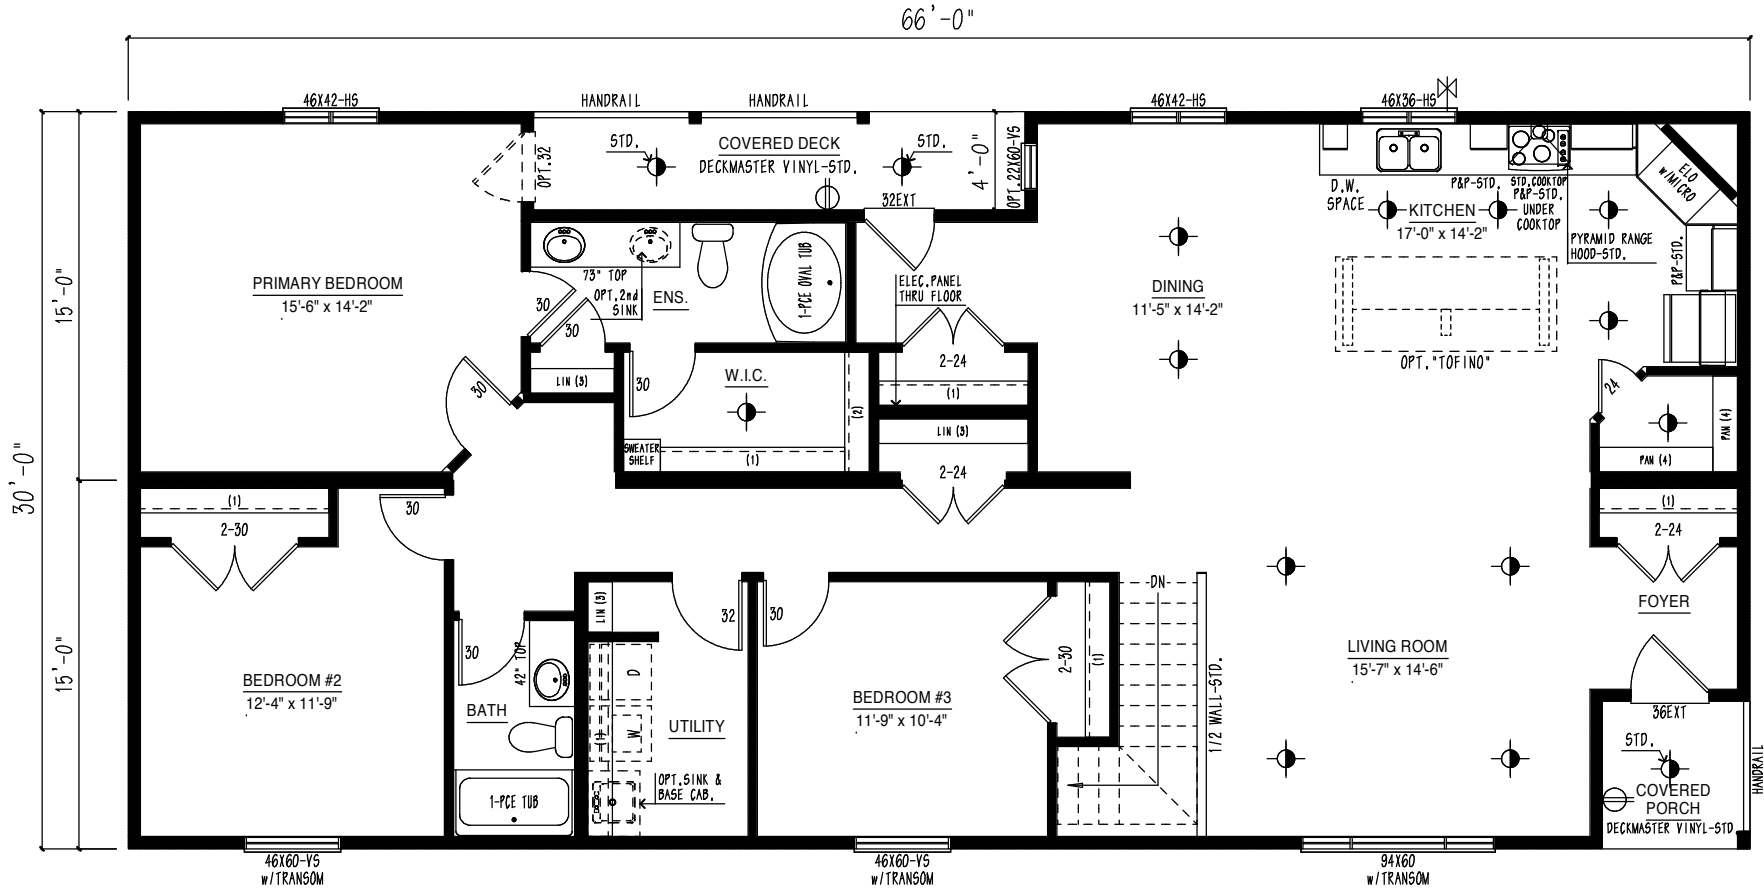 66'-0"
46X42-HS
HANDRAIL
HANDRAIL
46X42-HS
46X36-HS
STD.
COVERED DECK
DECKMASTER VINYL-STD.
STD.
4'-0"
OPT.22X60-VS
OPT.32
32EXT
D.W.
SPACE
P&P-STD.
STD.COOKTOP
P&P-STD.
UNDER
COOKTOP
ELO
w/MICRO
KITCHEN
17'-0" x 14'-2"
PYRAMID RANGE
HOOD-STD.
P&P-STD.
15'-0"
PRIMARY BEDROOM
15'-6" x 14'-2"
73" TOP
OPT.2nd
SINK
ENS.
1-PCE OVAL TUB
30
30
ELEC.PANEL
THRU FLOOR
DINING
11'-5" x 14'-2"
OPT."TOFINO"
2-24
(1)
LIN (3)
30
30
W.I.C.
(2)
SWEATER
SHELF
(1)
LIN (3)
2-24
24
PAN (4)
PAN (4)
30'-0"
(1)
2-30
30
(1)
2-24
FOYER
15'-0"
BEDROOM #2
12'-4" x 11'-9"
30
42" TOP
BATH
1-PCE TUB
LIN (3)
32
D
W
(1)
UTILITY
OPT.SINK &
BASE CAB.
30
BEDROOM #3
11'-9" x 10'-4"
2-30
(1)
DN
1/2 WALL-STD.
LIVING ROOM
15'-7" x 14'-6"
36EXT
STD.
COVERED
PORCH
DECKMASTER VINYL-STD
HANDRAIL
46X60-VS
w/TRANSOM
46X60-VS
w/TRANSOM
94X60
w/TRANSOM